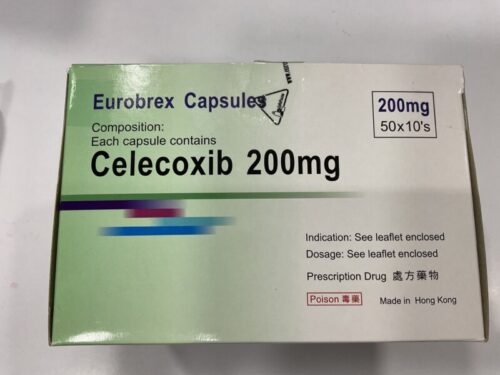 Eurobrex Capsules
Composition:
Each capsule contains
Celecoxib 200mg
200mg
50x10's
Indication: See leaflet enclosed
Dosage: See leaflet enclosed
Prescription Drug 處方藥物
Poison 毒藥
Made in Hong Kong